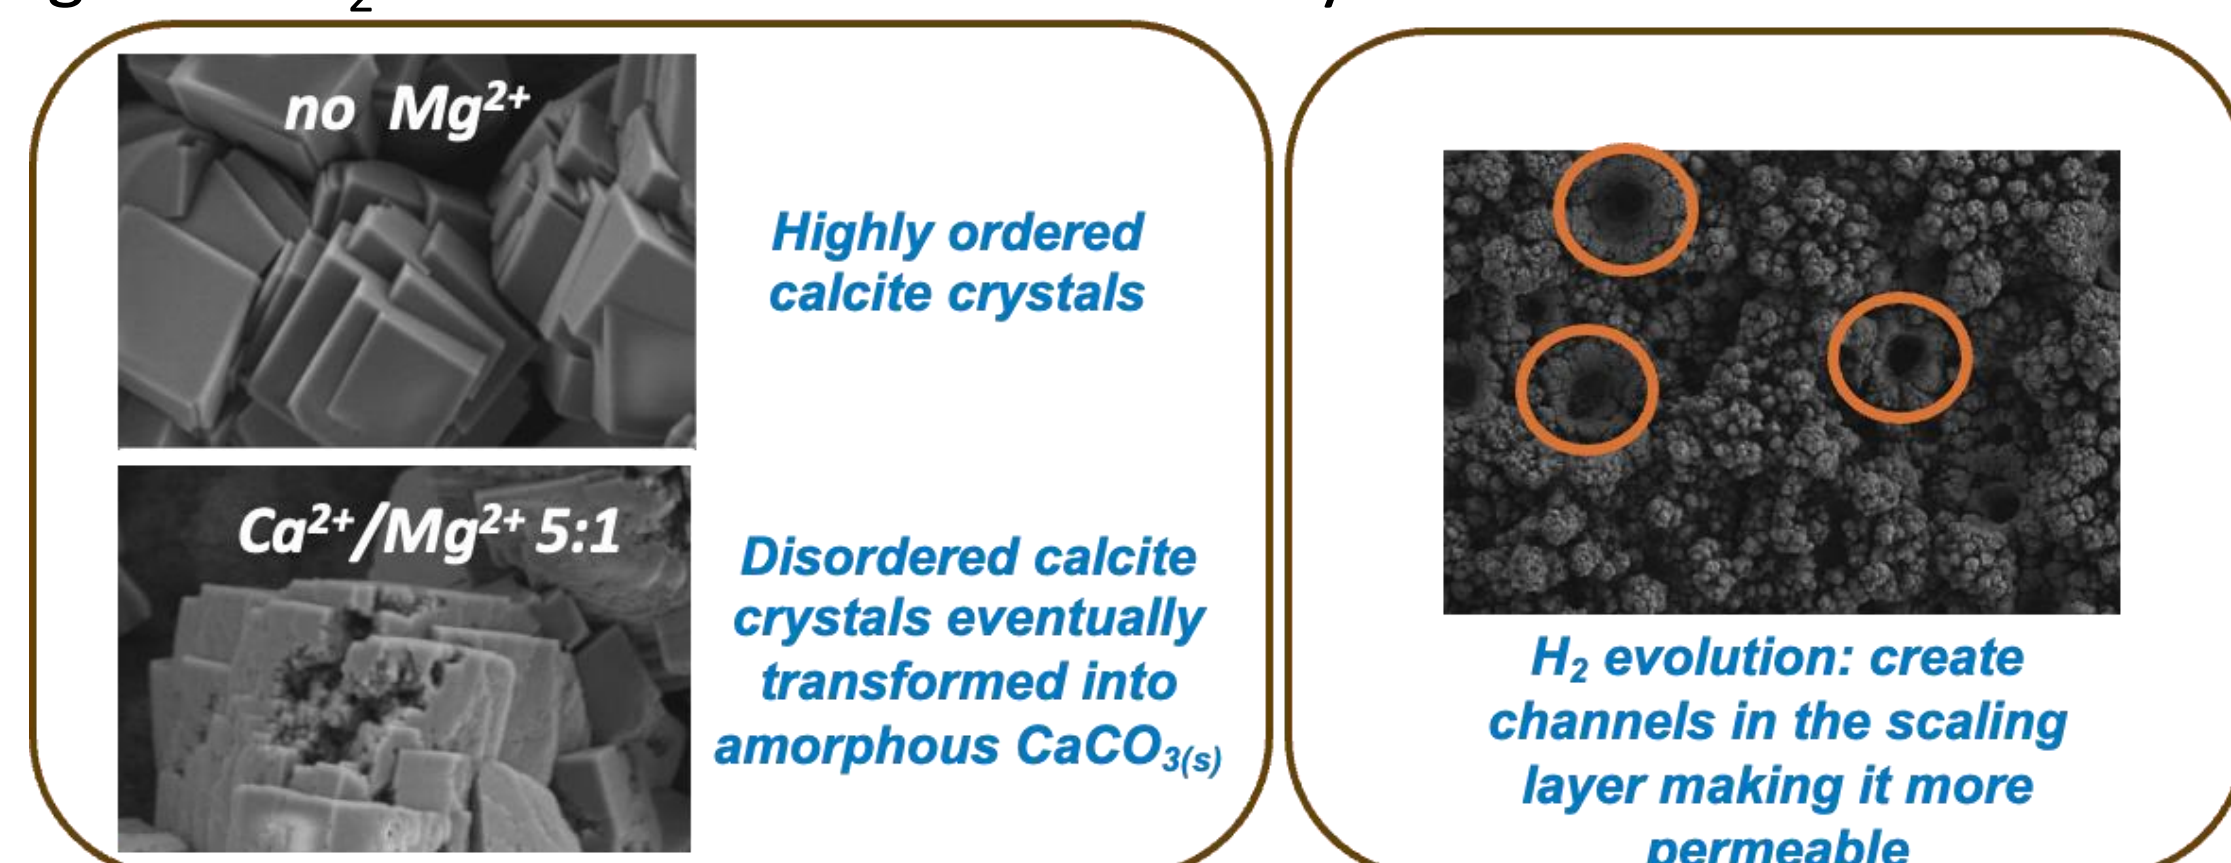 no Mg²⁺
Highly ordered
calcite crystals
Ca²⁺/Mg²⁺ 5:1
Disordered calcite
crystals eventually
transformed into
amorphous CaCO₃₍ₛ₎
H₂ evolution: create
channels in the scaling
layer making it more
permeable